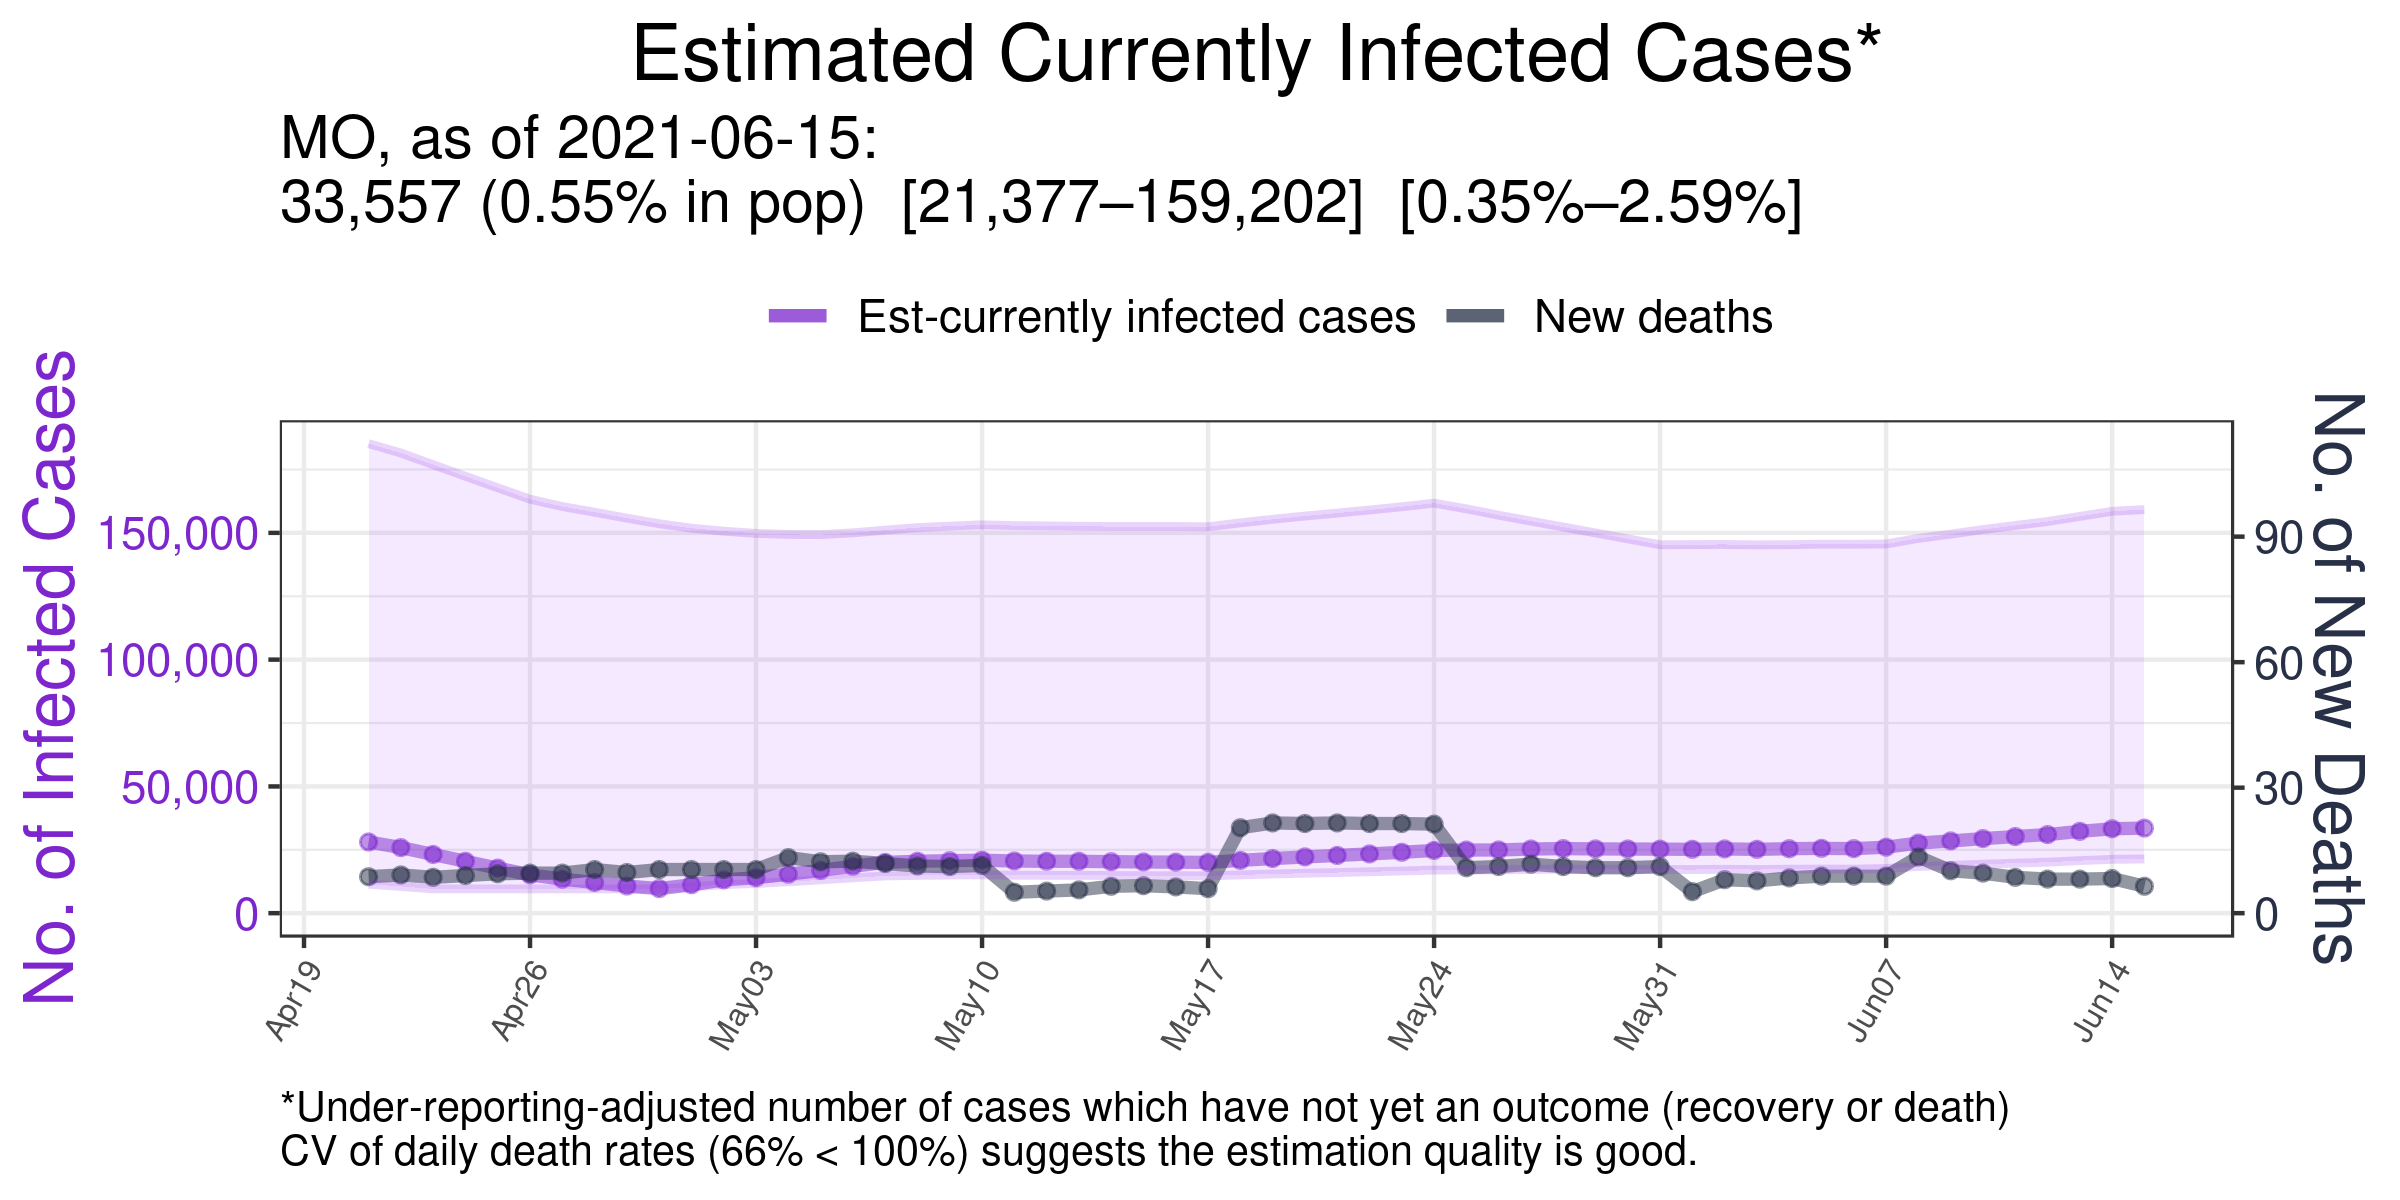 Estimated Currently Infected Cases*
MO, as of 2021-06-15:
33,557 (0.55% in pop)  [21,377–159,202]  [0.35%–2.59%]
Est-currently infected cases
New deaths
No. of Infected Cases
150,000
100,000
50,000
0
90
60
30
0
No. of New Deaths
Apr19
Apr26
May03
May10
May17
May24
May31
Jun07
Jun14
*Under-reporting-adjusted number of cases which have not yet an outcome (recovery or death)
CV of daily death rates (66% < 100%) suggests the estimation quality is good.